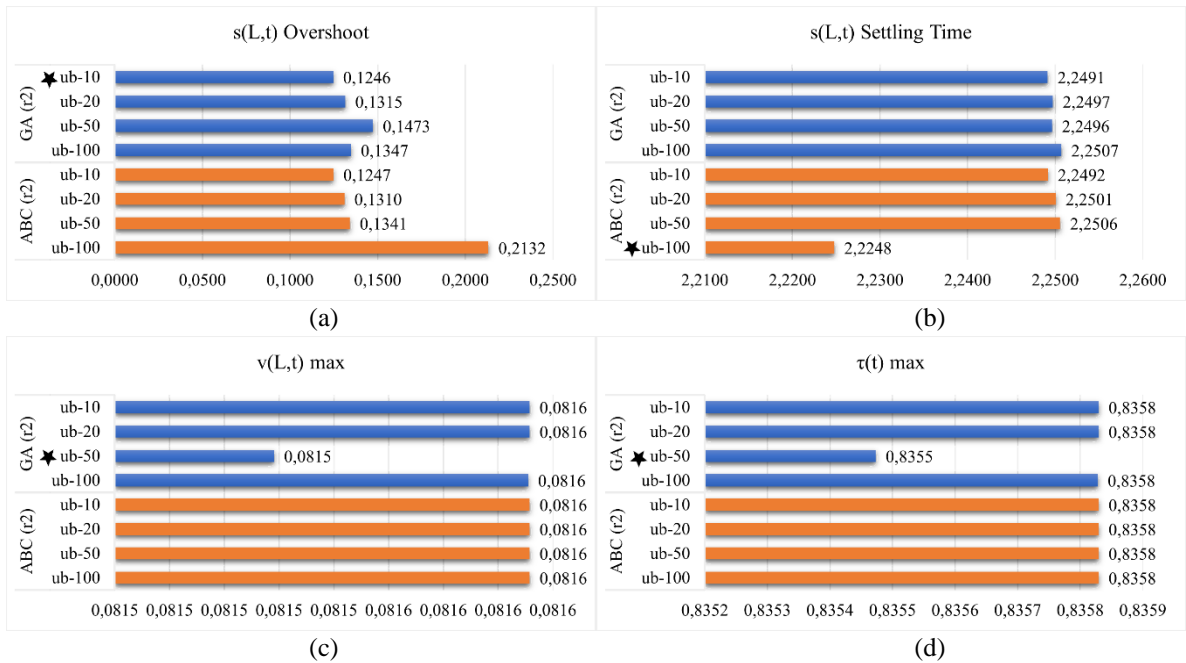 s(L,t) Overshoot
GA (r2)
ub-10 0,1246
ub-20 0,1315
ub-50 0,1473
ub-100 0,1347
ABC (r2)
ub-10 0,1247
ub-20 0,1310
ub-50 0,1341
ub-100 0,2132
0,0000 0,0500 0,1000 0,1500 0,2000 0,2500
(a)
s(L,t) Settling Time
GA (r2)
ub-10 2,2491
ub-20 2,2497
ub-50 2,2496
ub-100 2,2507
ABC (r2)
ub-10 2,2492
ub-20 2,2501
ub-50 2,2506
ub-100 2,2248
2,2100 2,2200 2,2300 2,2400 2,2500 2,2600
(b)
v(L,t) max
GA (r2)
ub-10 0,0816
ub-20 0,0816
ub-50 0,0815
ub-100 0,0816
ABC (r2)
ub-10 0,0816
ub-20 0,0816
ub-50 0,0816
ub-100 0,0816
0,0815 0,0815 0,0815 0,0815 0,0816 0,0816 0,0816 0,0816 0,0816
(c)
τ(t) max
GA (r2)
ub-10 0,8358
ub-20 0,8358
ub-50 0,8355
ub-100 0,8358
ABC (r2)
ub-10 0,8358
ub-20 0,8358
ub-50 0,8358
ub-100 0,8358
0,8352 0,8353 0,8354 0,8355 0,8356 0,8357 0,8358 0,8359
(d)